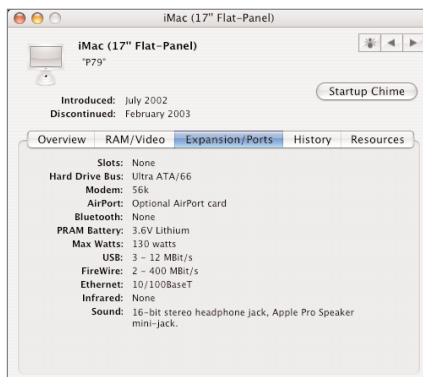 iMac (17" Flat-Panel)
iMac (17" Flat-Panel)
"P79"
Startup Chime
Introduced: July 2002
Discontinued: February 2003
Overview RAM/Video Expansion/Ports History Resources
Slots: None
Hard Drive Bus: Ultra ATA/66
Modem: 56k
AirPort: Optional AirPort card
Bluetooth: None
PRAM Battery: 3.6V Lithium
Max Watts: 130 watts
USB: 3 - 12 MBit/s
FireWire: 2 - 400 MBit/s
Ethernet: 10/100BaseT
Infrared: None
Sound: 16-bit stereo headphone jack, Apple Pro Speaker
mini-jack.